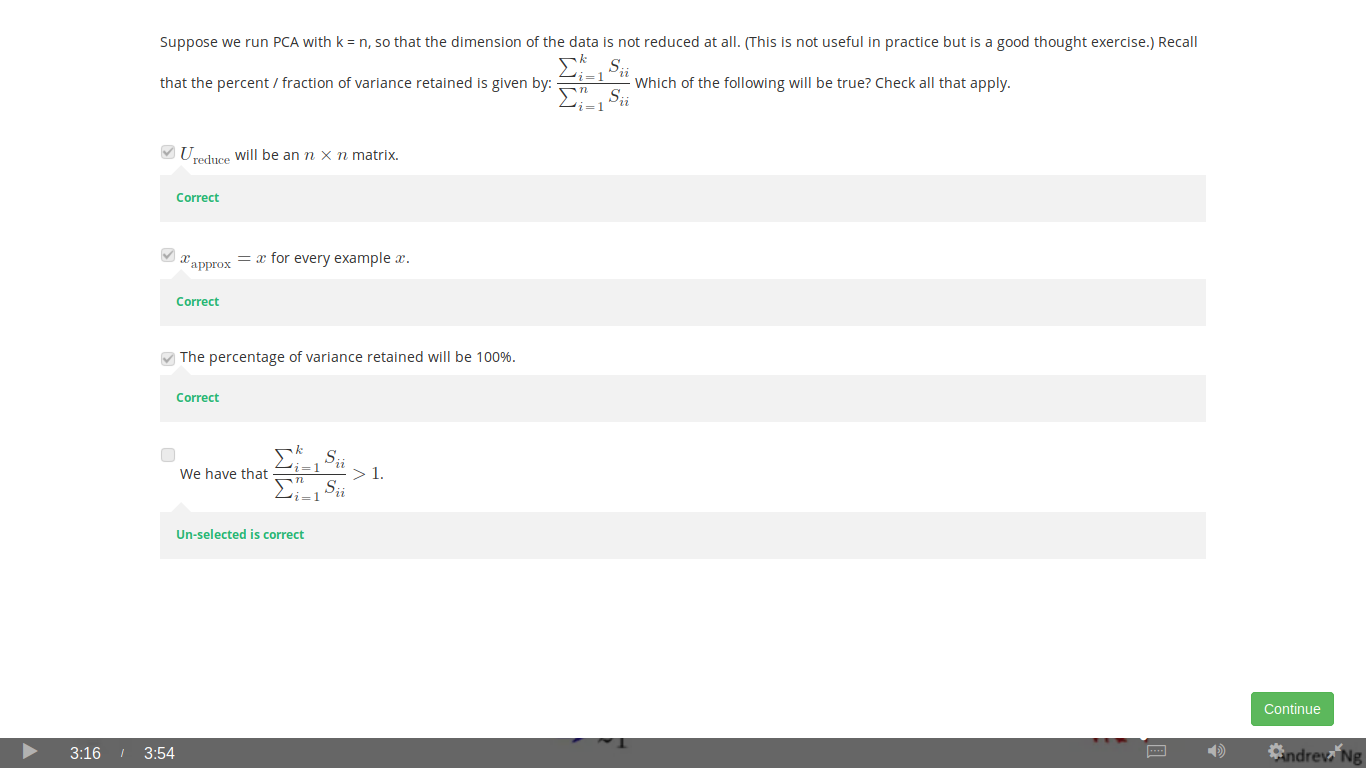 Suppose we run PCA with k = n, so that the dimension of the data is not reduced at all. (This is not useful in practice but is a good thought exercise.) Recall
that the percent / fraction of variance retained is given by: \frac{\sum_{i=1}^{k} S_{ii}}{\sum_{i=1}^{n} S_{ii}} Which of the following will be true? Check all that apply.
U_{reduce} will be an n × n matrix.
Correct
x_{approx} = x for every example x.
Correct
The percentage of variance retained will be 100%.
Correct
We have that \frac{\sum_{i=1}^{k} S_{ii}}{\sum_{i=1}^{n} S_{ii}} > 1.
Un-selected is correct
Continue
3:16 / 3:54
Andrew Ng